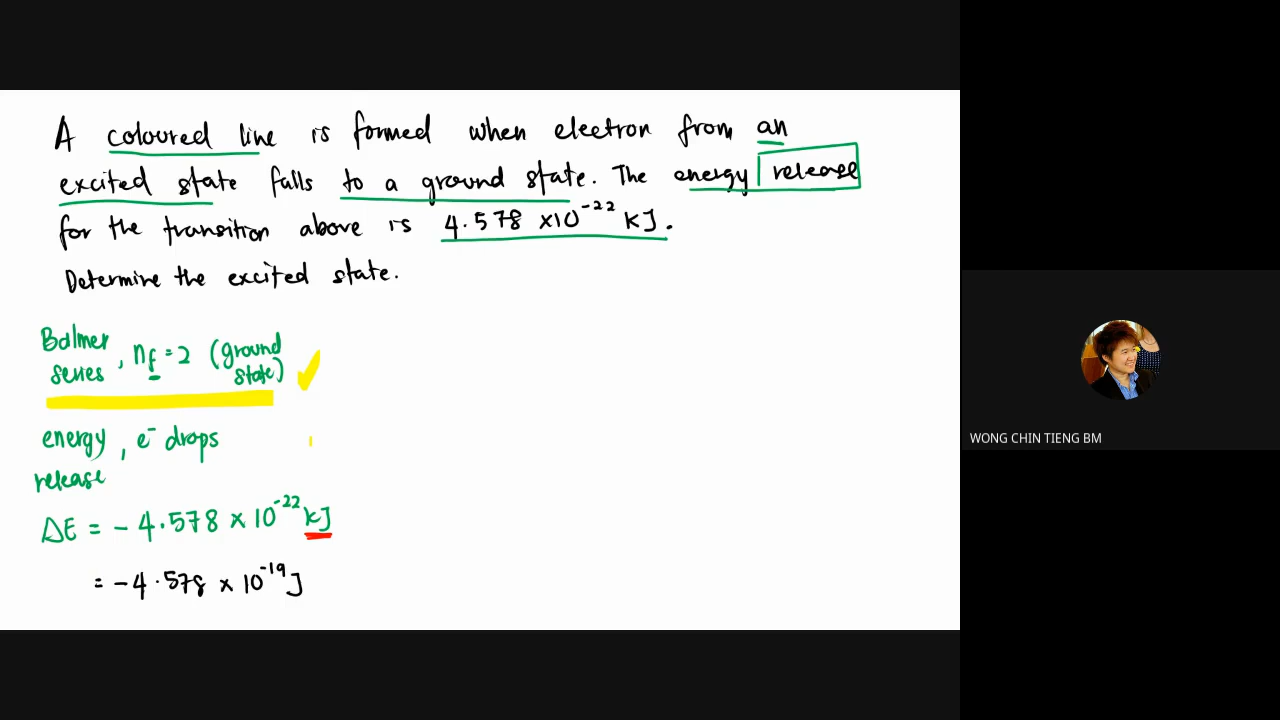 A coloured line is formed when electron from an
excited state falls to a ground state. The energy release
for the transition above is 4.578 ×10⁻²² kJ.
Determine the excited state.
Balmer series, nf = 2 (ground state)
energy release, e⁻ drops
ΔE = - 4.578 × 10⁻²² kJ
= - 4.578 × 10⁻¹⁹ J
WONG CHIN TIENG BM